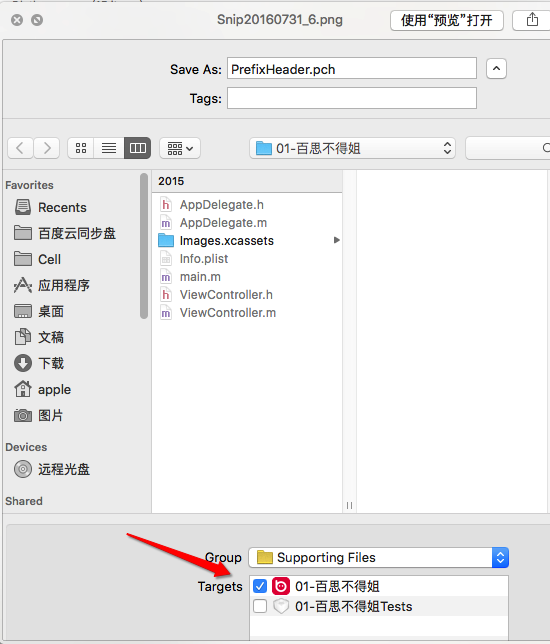 Snip20160731_6.png
使用“预览”打开
Save As:
PrefixHeader.pch
Tags:
01-百思不得姐
Favorites
Recents
百度云同步盘
Cell
应用程序
桌面
文稿
下载
apple
图片
Devices
远程光盘
Shared
2015
AppDelegate.h
AppDelegate.m
Images.xcassets
Info.plist
main.m
ViewController.h
ViewController.m
Group
Supporting Files
Targets
01-百思不得姐
01-百思不得姐Tests